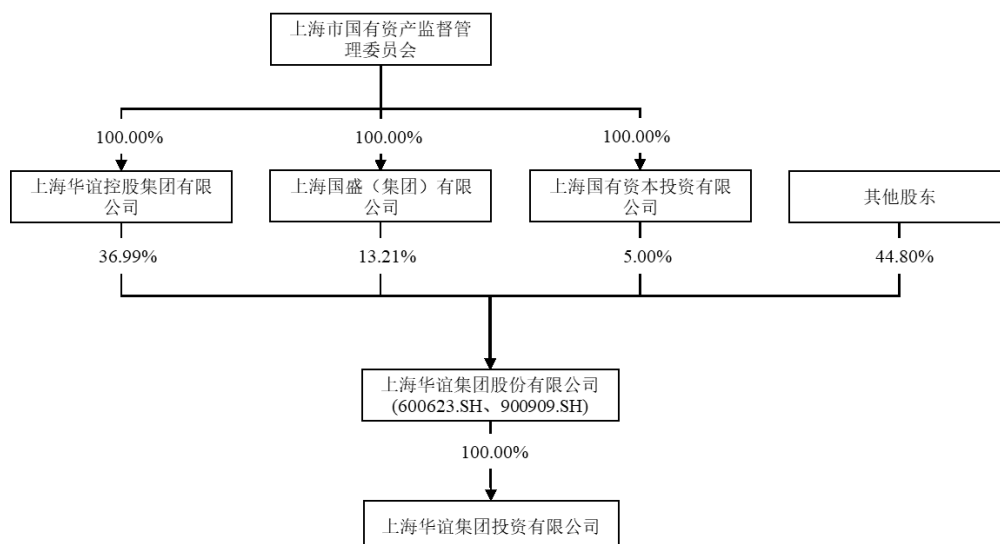 上海市国有资产监督管
理委员会
100.00%
100.00%
100.00%
上海华谊控股集团有限
公司
上海国盛（集团）有限
公司
上海国有资本投资有限
公司
其他股东
36.99%
13.21%
5.00%
44.80%
上海华谊集团股份有限公司
(600623.SH、900909.SH)
100.00%
上海华谊集团投资有限公司